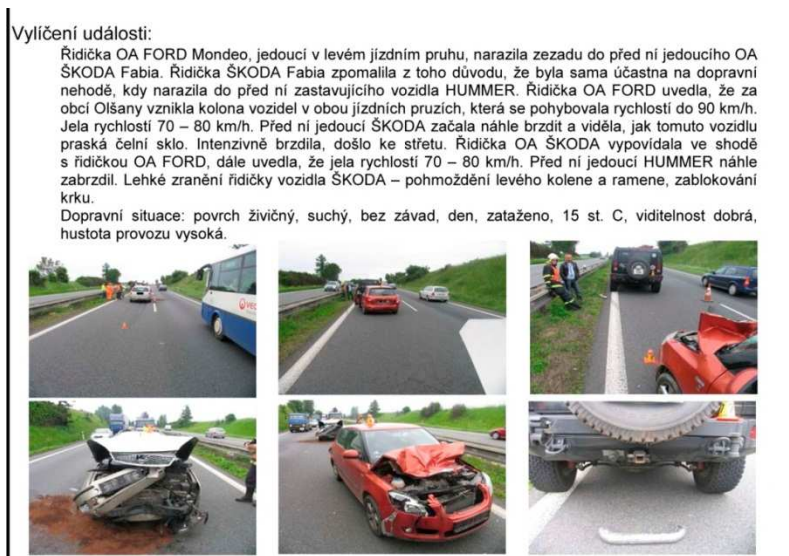 Vylíčení události:
Řidička OA FORD Mondeo, jedoucí v levém jízdním pruhu, narazila zezadu do před ní jedoucího OA
ŠKODA Fabia. Řidička ŠKODA Fabia zpomalila z toho důvodu, že byla sama účastna na dopravní
nehodě, kdy narazila do před ní zastavujícího vozidla HUMMER. Řidička OA FORD uvedla, že za
obcí Olšany vznikla kolona vozidel v obou jízdních pruzích, která se pohybovala rychlostí do 90 km/h.
Jela rychlostí 70 – 80 km/h. Před ní jedoucí ŠKODA začala náhle brzdit a viděla, jak tomuto vozidlu
praská čelní sklo. Intenzivně brzdila, došlo ke střetu. Řidička OA ŠKODA vypovídala ve shodě
s řidičkou OA FORD, dále uvedla, že jela rychlostí 70 – 80 km/h. Před ní jedoucí HUMMER náhle
zabrzdil. Lehké zranění řidičky vozidla ŠKODA – pohmoždění levého kolene a ramene, zablokování
krku.
Dopravní situace: povrch živičný, suchý, bez závad, den, zataženo, 15 st. C, viditelnost dobrá,
hustota provozu vysoká.